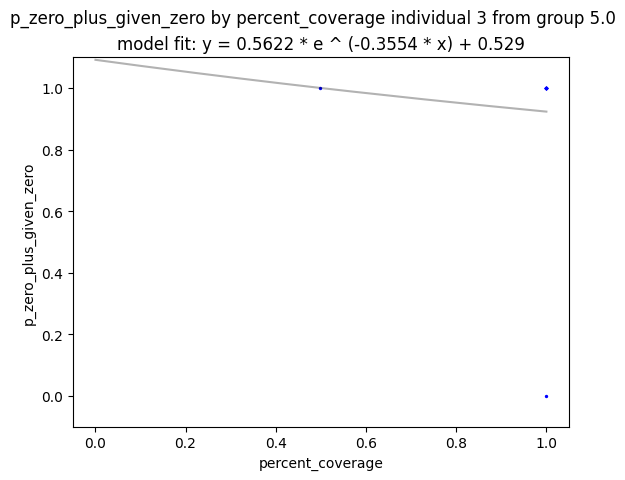 p_zero_plus_given_zero by percent_coverage individual 3 from group 5.0
model fit: y = 0.5622 * e ^ (-0.3554 * x) + 0.529
1.0
0.8
0.6
0.4
0.2
0.0
p_zero_plus_given_zero
0.0 0.2 0.4 0.6 0.8 1.0
percent_coverage